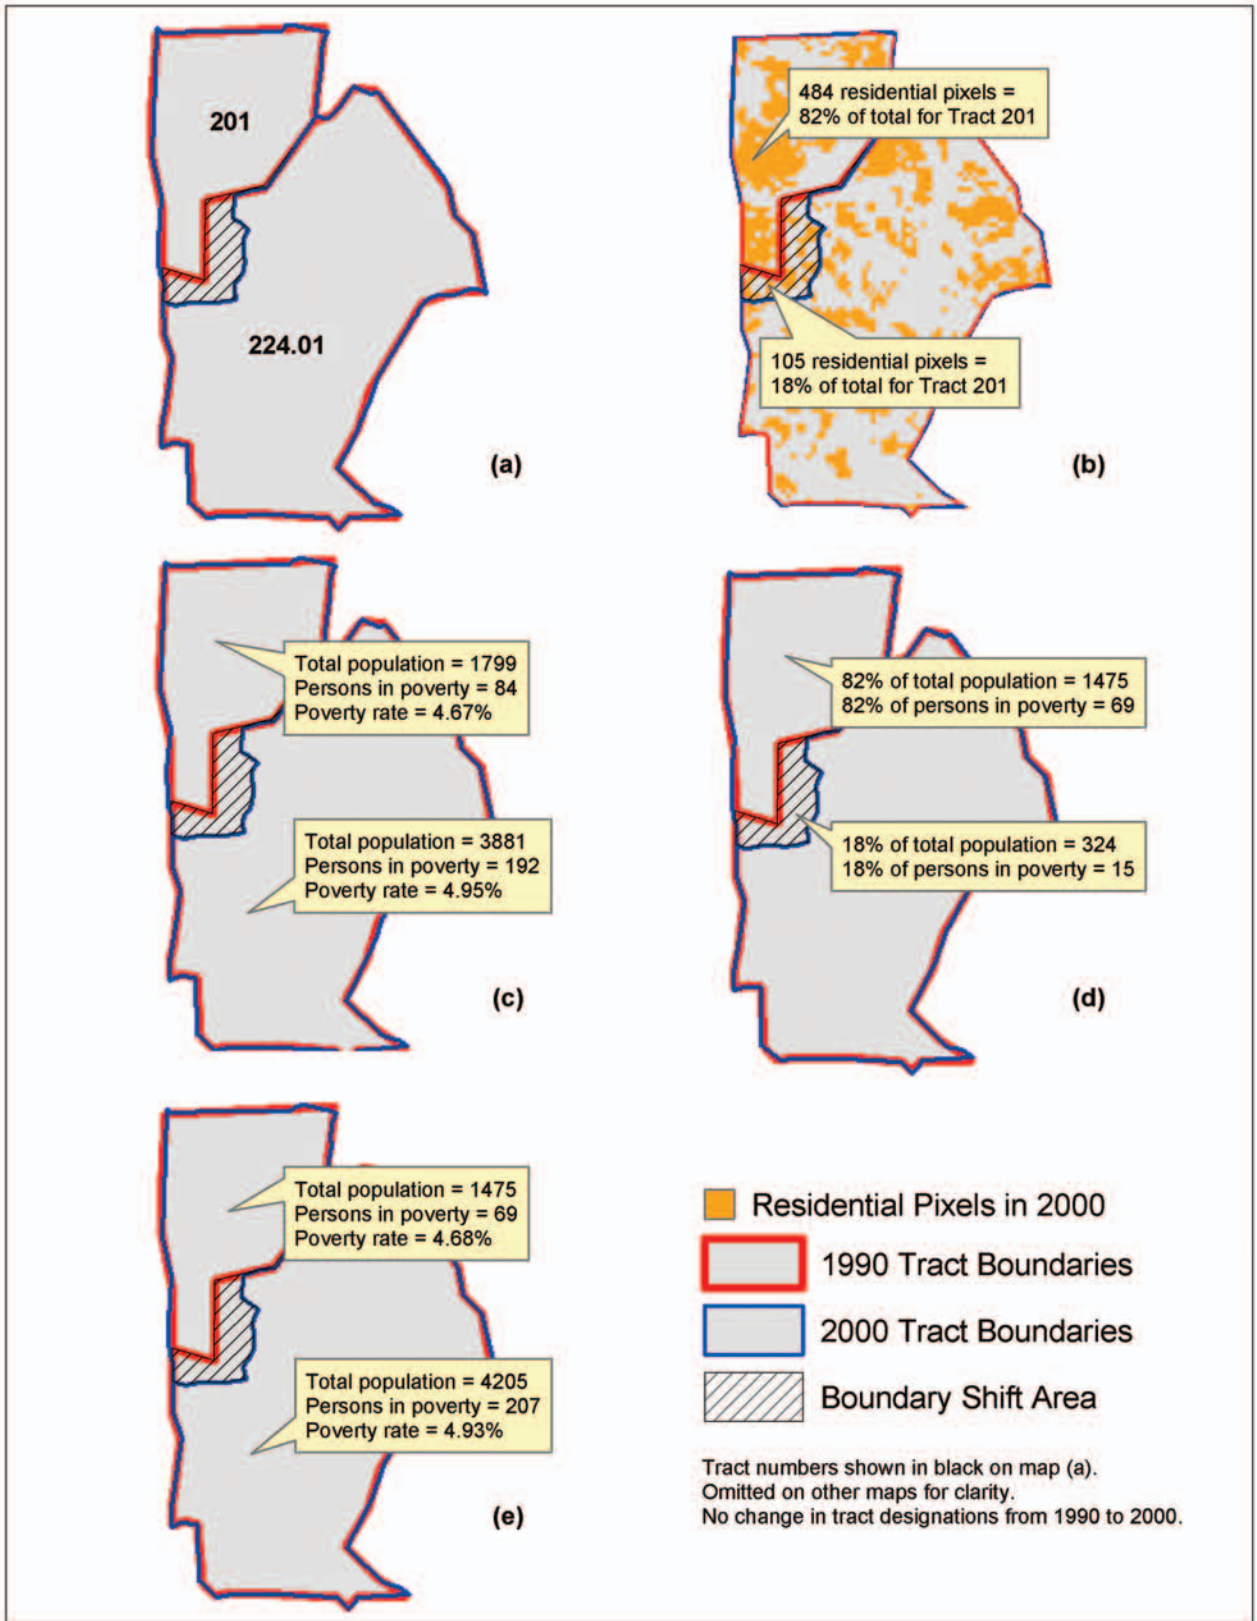 201
224.01
(a)
484 residential pixels =
82% of total for Tract 201
105 residential pixels =
18% of total for Tract 201
(b)
Total population = 1799
Persons in poverty = 84
Poverty rate = 4.67%
Total population = 3881
Persons in poverty = 192
Poverty rate = 4.95%
(c)
82% of total population = 1475
82% of persons in poverty = 69
18% of total population = 324
18% of persons in poverty = 15
(d)
Total population = 1475
Persons in poverty = 69
Poverty rate = 4.68%
Total population = 4205
Persons in poverty = 207
Poverty rate = 4.93%
(e)
Residential Pixels in 2000
1990 Tract Boundaries
2000 Tract Boundaries
Boundary Shift Area
Tract numbers shown in black on map (a).
Omitted on other maps for clarity.
No change in tract designations from 1990 to 2000.